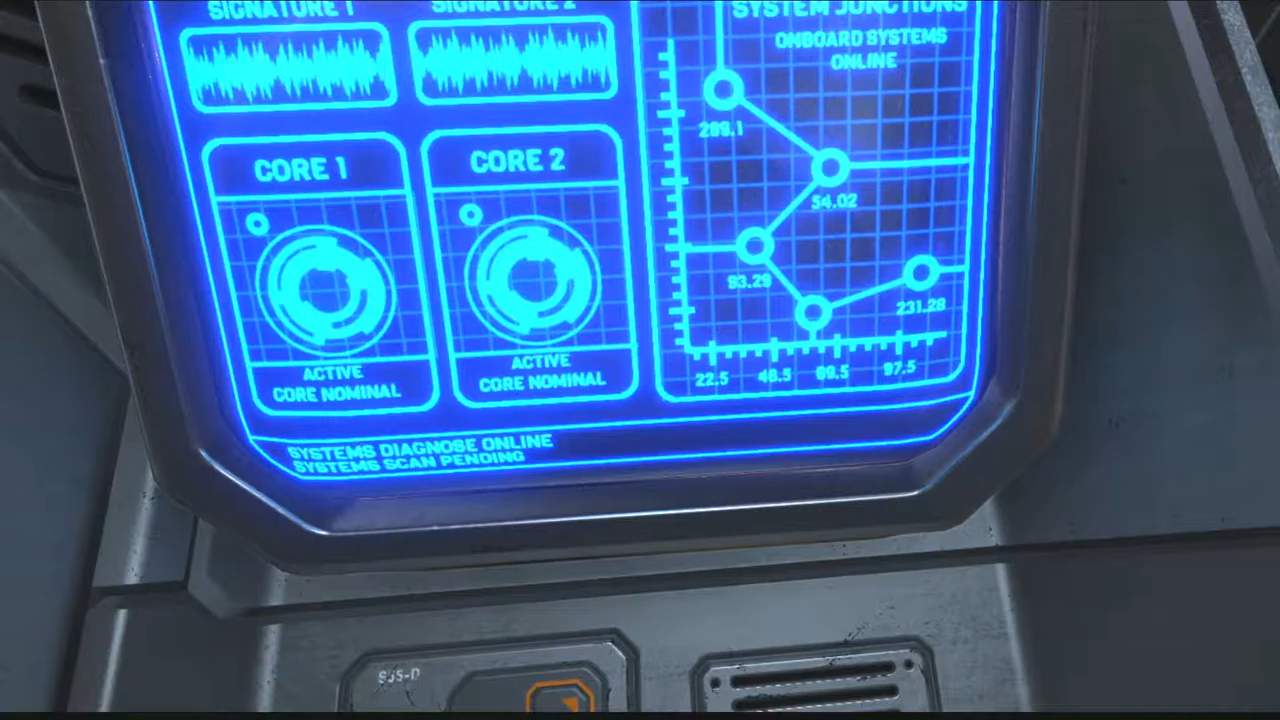 SIGNATURE 1
SIGNATURE 2
SYSTEM JUNCTIONS
ONBOARD SYSTEMS
ONLINE
289.1
54.02
93.29
231.28
22.5
48.5
89.5
97.5
CORE 1
ACTIVE
CORE NOMINAL
CORE 2
ACTIVE
CORE NOMINAL
SYSTEMS DIAGNOSE ONLINE
SYSTEMS SCAN PENDING